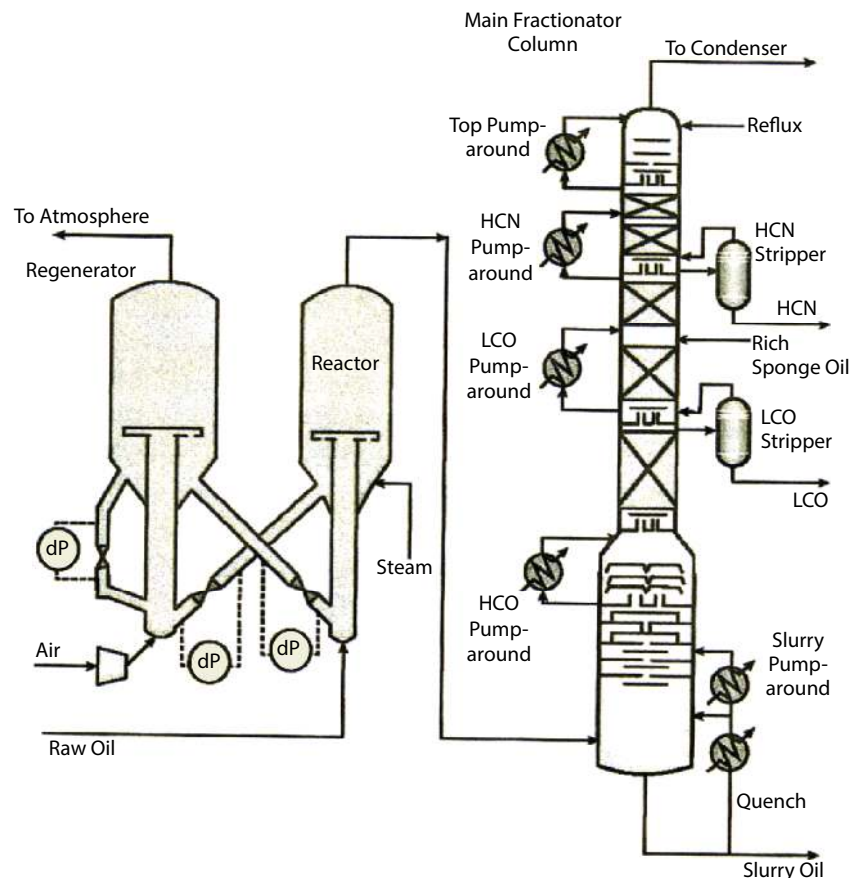 Main Fractionator
Column
To Condenser
Top Pump-
around
Reflux
To Atmosphere
HCN
Pump-
around
HCN
Stripper
Regenerator
HCN
Reactor
LCO
Pump-
around
Rich
Sponge Oil
LCO
Stripper
LCO
dP
Steam
HCO
Pump-
around
Air
dP
dP
Slurry
Pump-
around
Raw Oil
Quench
Slurry Oil